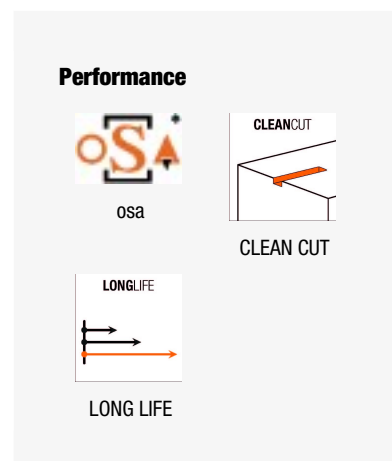 Performance
OSA
osa
CLEANCUT
CLEAN CUT
LONGLIFE
LONG LIFE